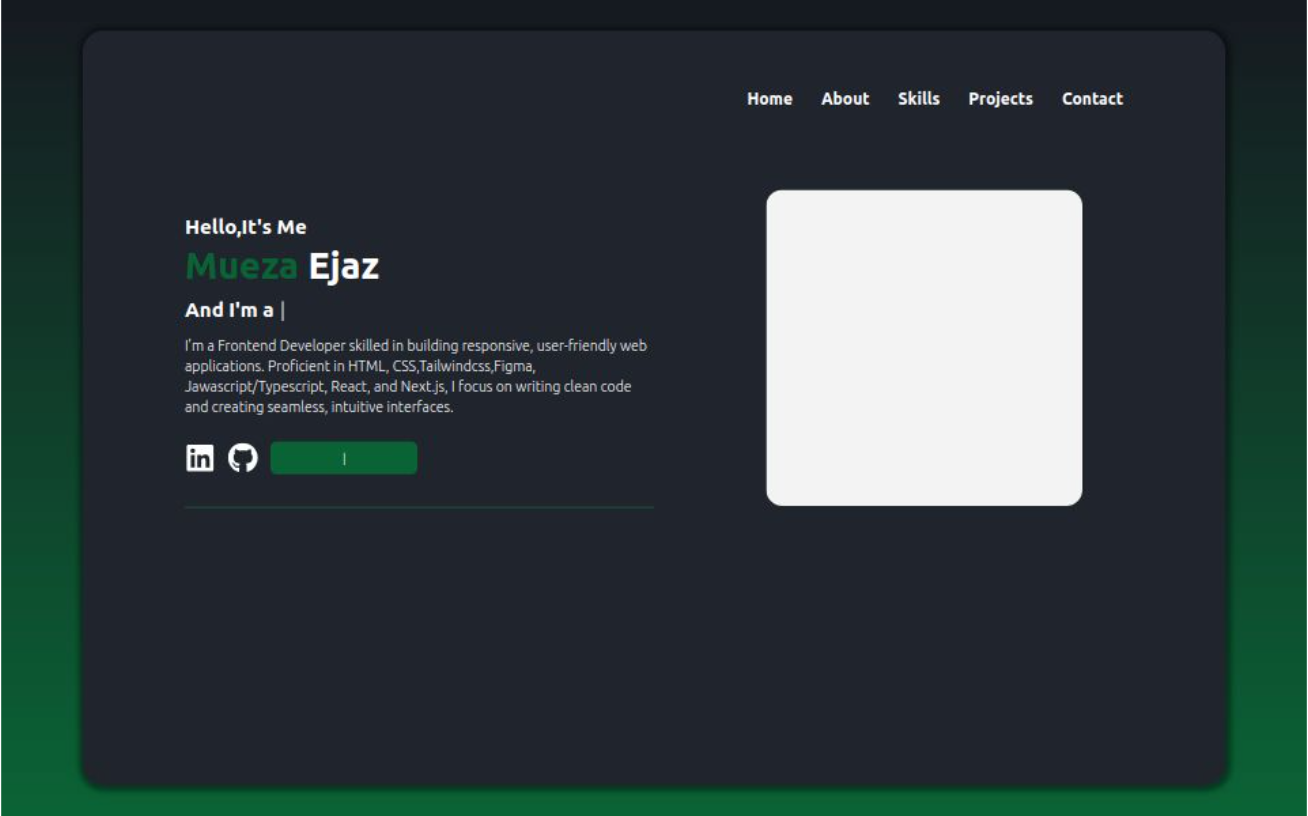 Home About Skills Projects Contact
Hello,It's Me
Mueza Ejaz
And I'm a |
I'm a Frontend Developer skilled in building responsive, user-friendly web
applications. Proficient in HTML, CSS,Tailwindcss,Figma,
Jawascript/Typescript, React, and Next.js, I focus on writing clean code
and creating seamless, intuitive interfaces.
in
|